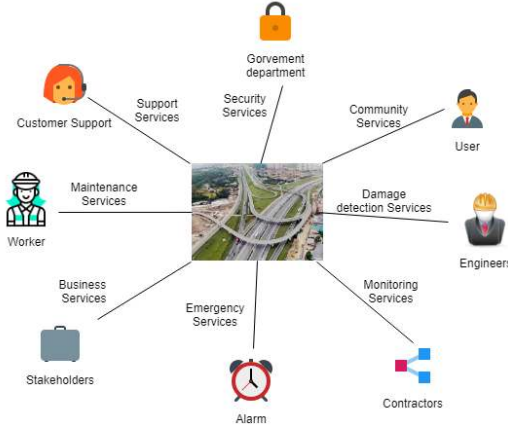 Gorvement
department
Support
Services
Security
Services
Community
Services
Customer Support
User
Maintenance
Services
Damage
detection Services
Worker
Engineers
Business
Services
Emergency
Services
Monitoring
Services
Stakeholders
Alarm
Contractors